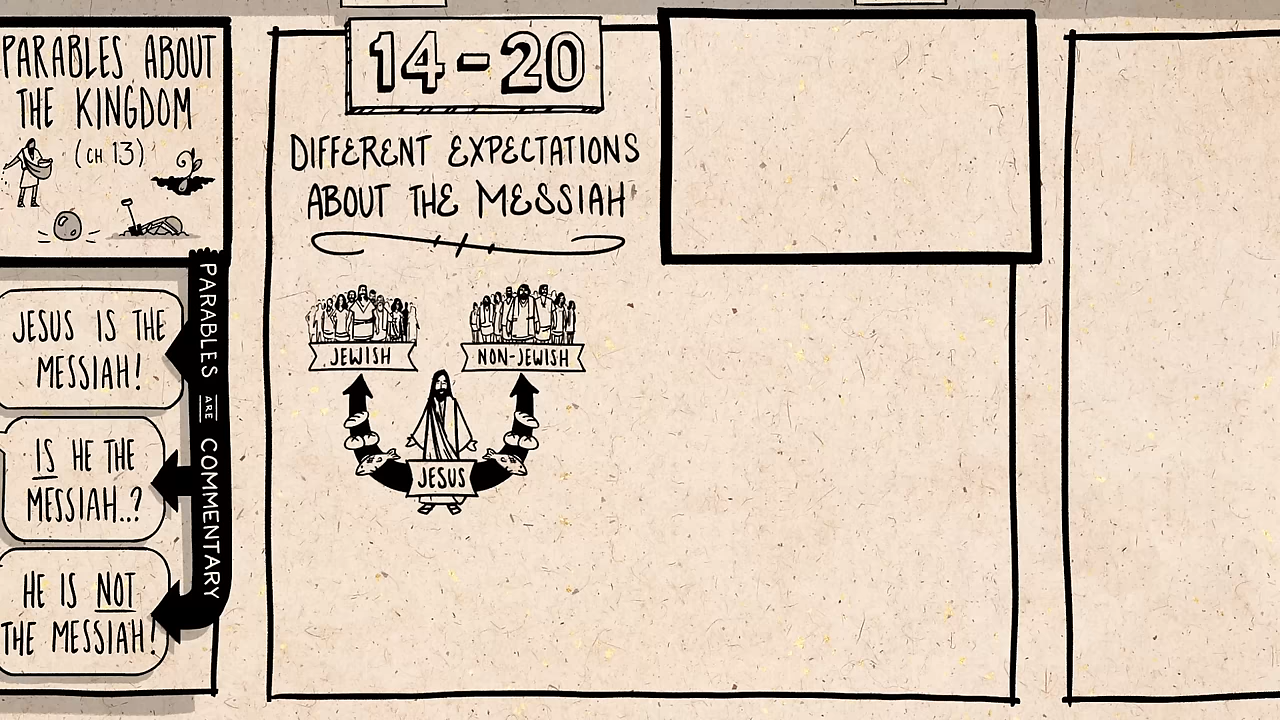 PARABLES ABOUT
THE KINGDOM
(CH 13)
PARABLES ARE COMMENTARY
JESUS IS THE
MESSIAH!
IS HE THE
MESSIAH..?
HE IS NOT
THE MESSIAH!
14-20
DIFFERENT EXPECTATIONS
ABOUT THE MESSIAH
JEWISH
NON-JEWISH
JESUS